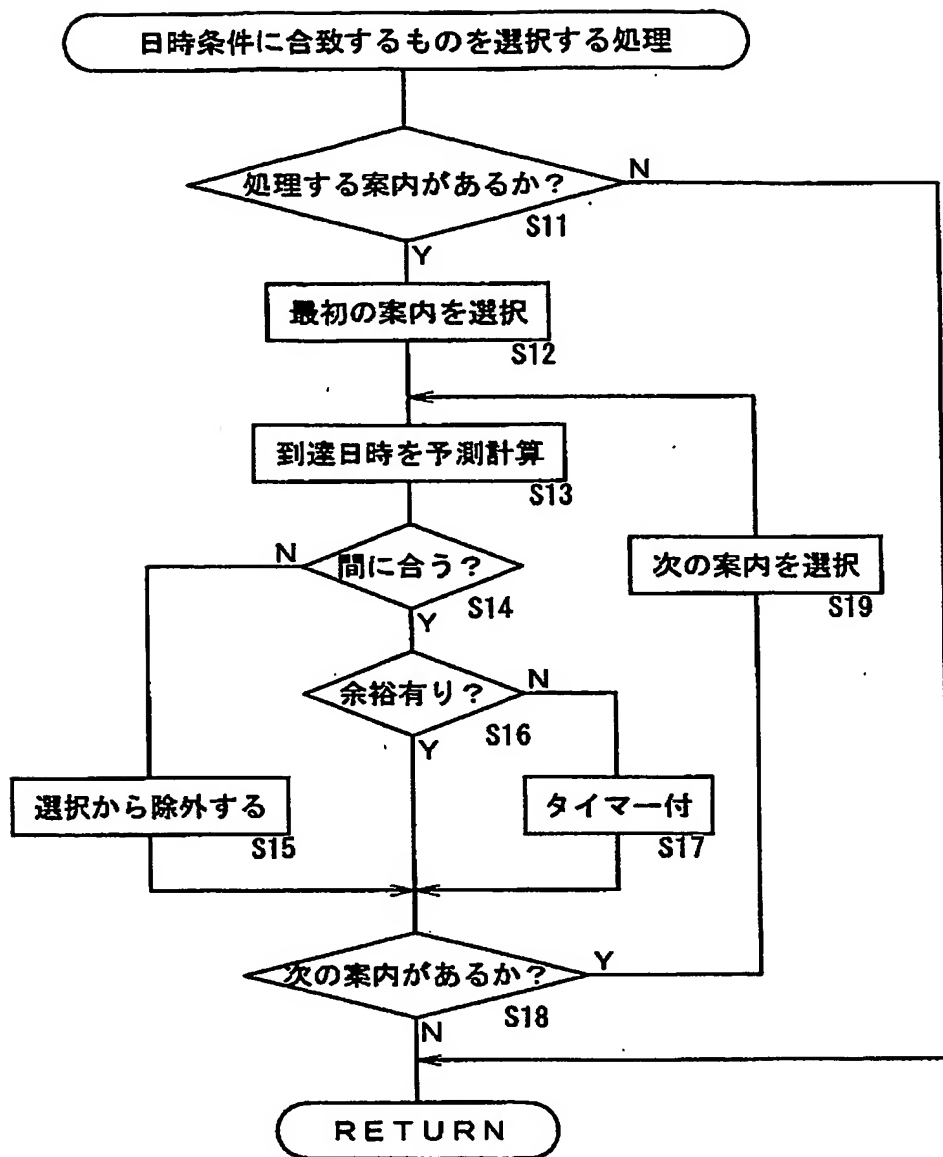 日時条件に合致するものを選択する処理
処理する案内があるか？
N
S11
Y
最初の案内を選択
S12
到達日時を予測計算
S13
N
間に合う？
S14
Y
次の案内を選択
S19
余裕有り？
N
S16
Y
選択から除外する
S15
タイマー付
S17
次の案内があるか？
Y
S18
N
RETURN